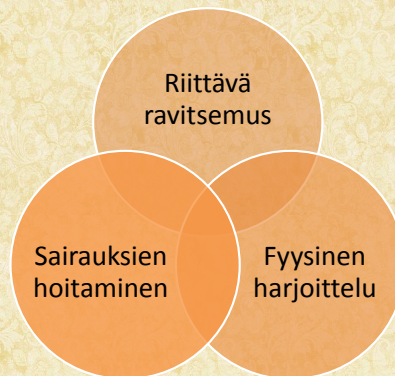 Riittävä
ravitsemus
Sairauksien
hoitaminen
Fyysinen
harjoittelu